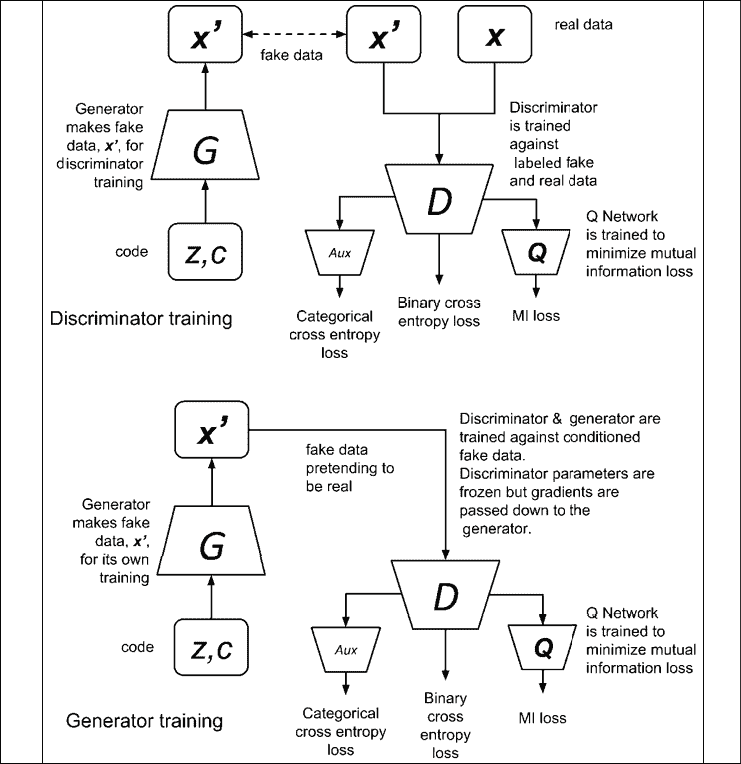 x’
fake data
x’
x
real data
Generator
makes fake
data, x’, for
discriminator
training
G
Discriminator
is trained
against
labeled fake
and real data
D
code
z,c
Aux
Q
Q Network
is trained to
minimize mutual
information loss
Categorical
cross entropy
loss
Binary cross
entropy loss
MI loss
Discriminator training
x’
fake data
pretending to
be real
Discriminator & generator are
trained against conditioned
fake data.
Discriminator parameters are
frozen but gradients are
passed down to the
generator.
Generator
makes fake
data, x’,
for its own
training
G
D
code
z,c
Aux
Q
Q Network
is trained to
minimize mutual
information loss
Categorical
cross entropy
loss
Binary
cross
entropy
loss
MI loss
Generator training